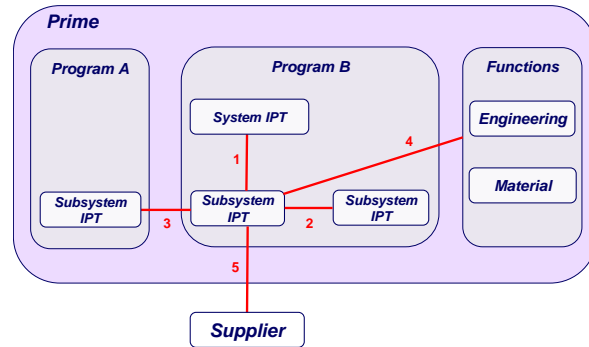 Prime
Program A
Program B
Functions
System IPT
4
Engineering
1
Material
Subsystem
IPT
3
Subsystem
IPT
2
Subsystem
IPT
5
Supplier